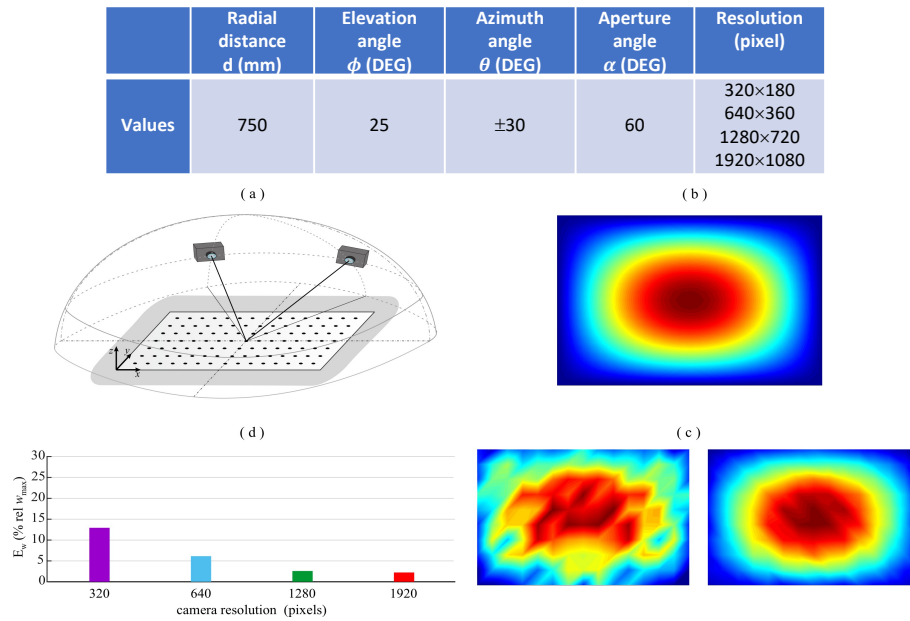 Radial distance d (mm)
Elevation angle ϕ (DEG)
Azimuth angle θ (DEG)
Aperture angle α (DEG)
Resolution (pixel)
Values
750
25
±30
60
320×180
640×360
1280×720
1920×1080
( a )
( b )
z
y
x
( d )
( c )
E_w (% rel w_max)
30
25
20
15
10
5
0
320
640
1280
1920
camera resolution (pixels)